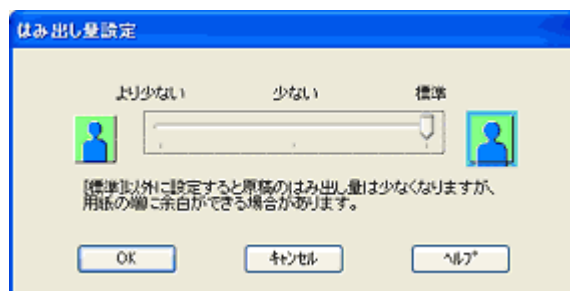 はみ出し量設定
より少ない 少ない 標準
[標準]以外に設定すると原稿のはみ出し量は少なくなりますが、
用紙の端に余白ができる場合があります。
OK キャンセル ヘルプ